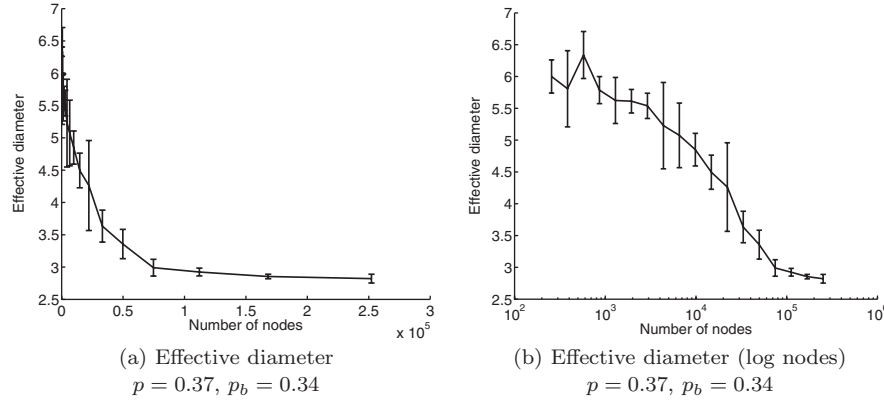 7
6.5
6
5.5
5
4.5
4
3.5
3
2.5
Effective diameter
0 0.5 1 1.5 2 2.5 3
Number of nodes
x 10^5
(a) Effective diameter
p = 0.37, p_b = 0.34
7
6.5
6
5.5
5
4.5
4
3.5
3
2.5
Effective diameter
10^2 10^3 10^4 10^5 10^6
Number of nodes
(b) Effective diameter (log nodes)
p = 0.37, p_b = 0.34